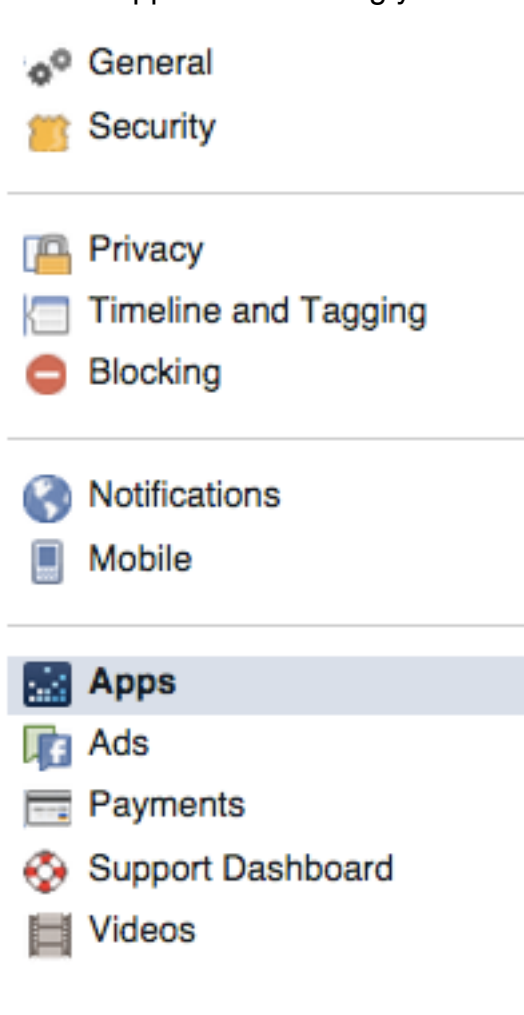 General
Security
Privacy
Timeline and Tagging
Blocking
Notifications
Mobile
Apps
Ads
Payments
Support Dashboard
Videos